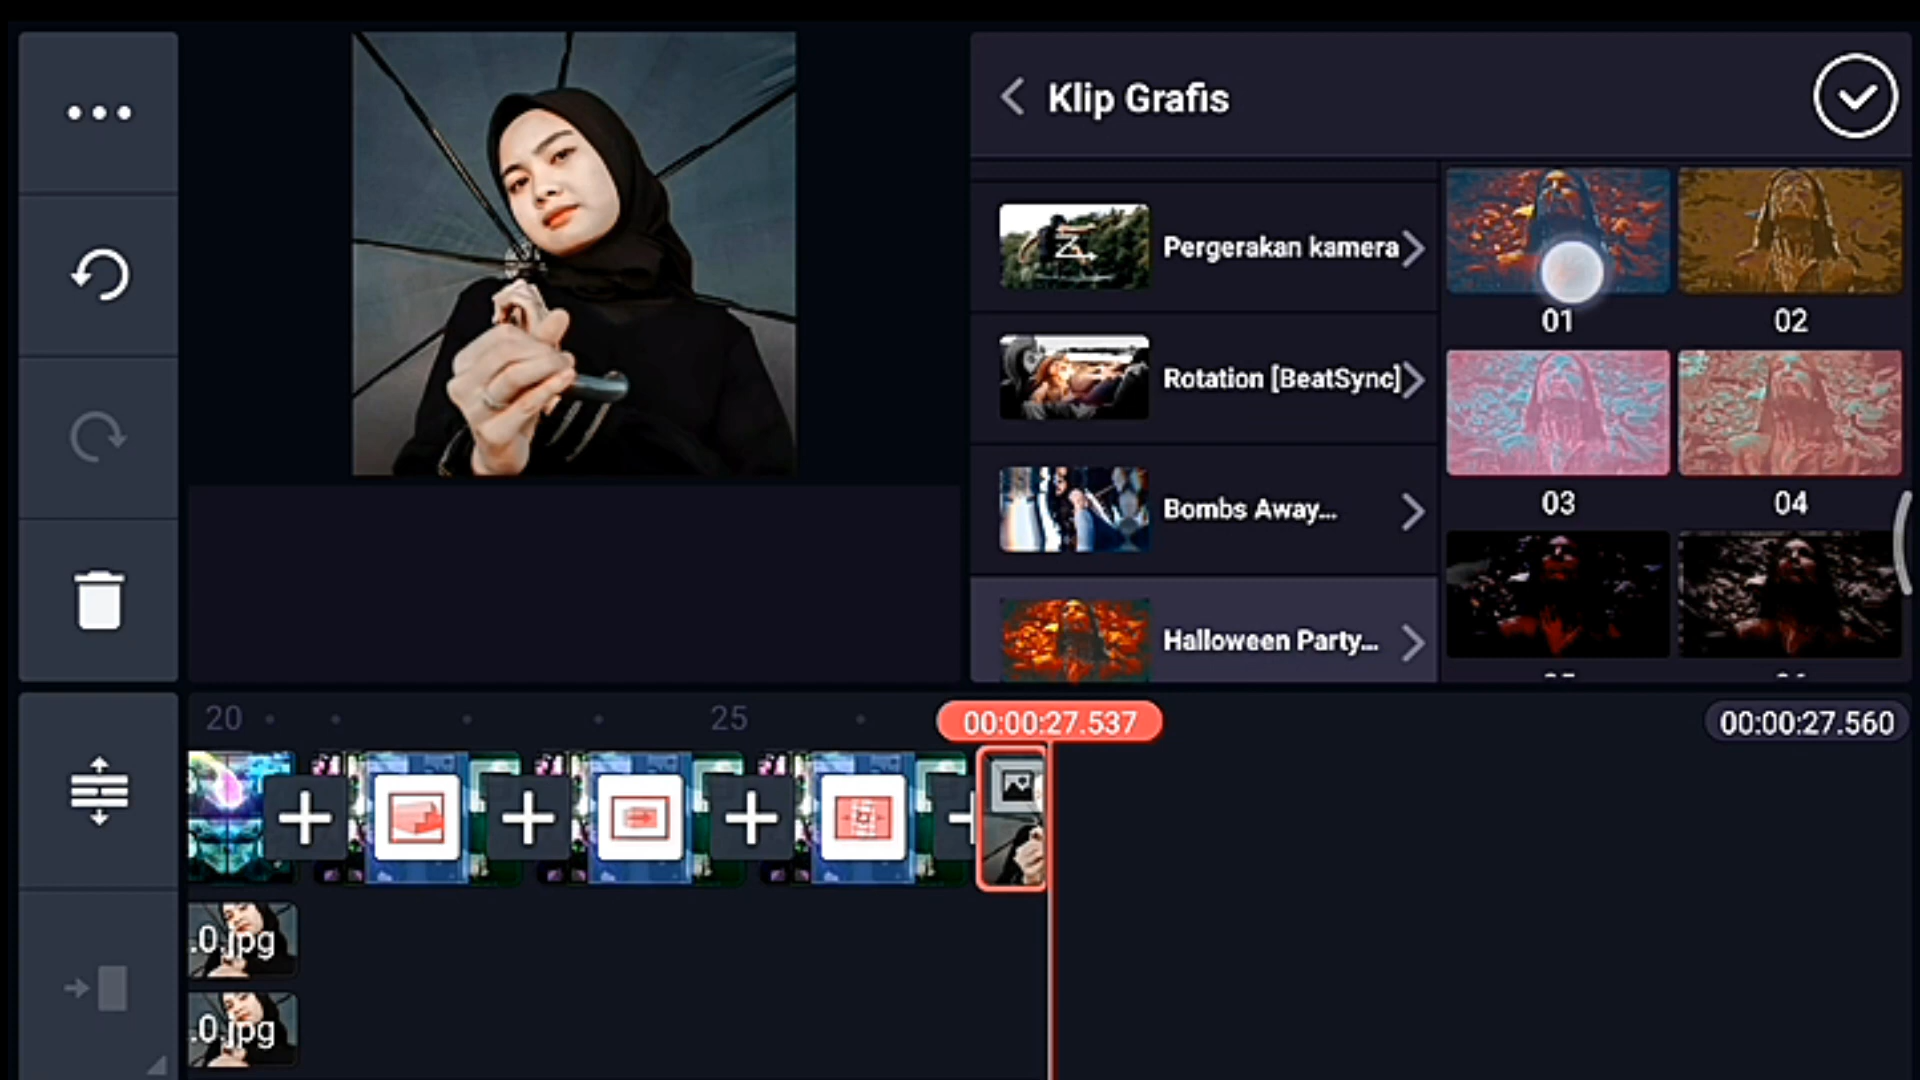 Klip Grafis
Pergerakan kamera
Rotation [BeatSync]
Bombs Away...
Halloween Party...
01
02
03
04
20
25
00:00:27.537
00:00:27.560
.0.jpg
.0.jpg